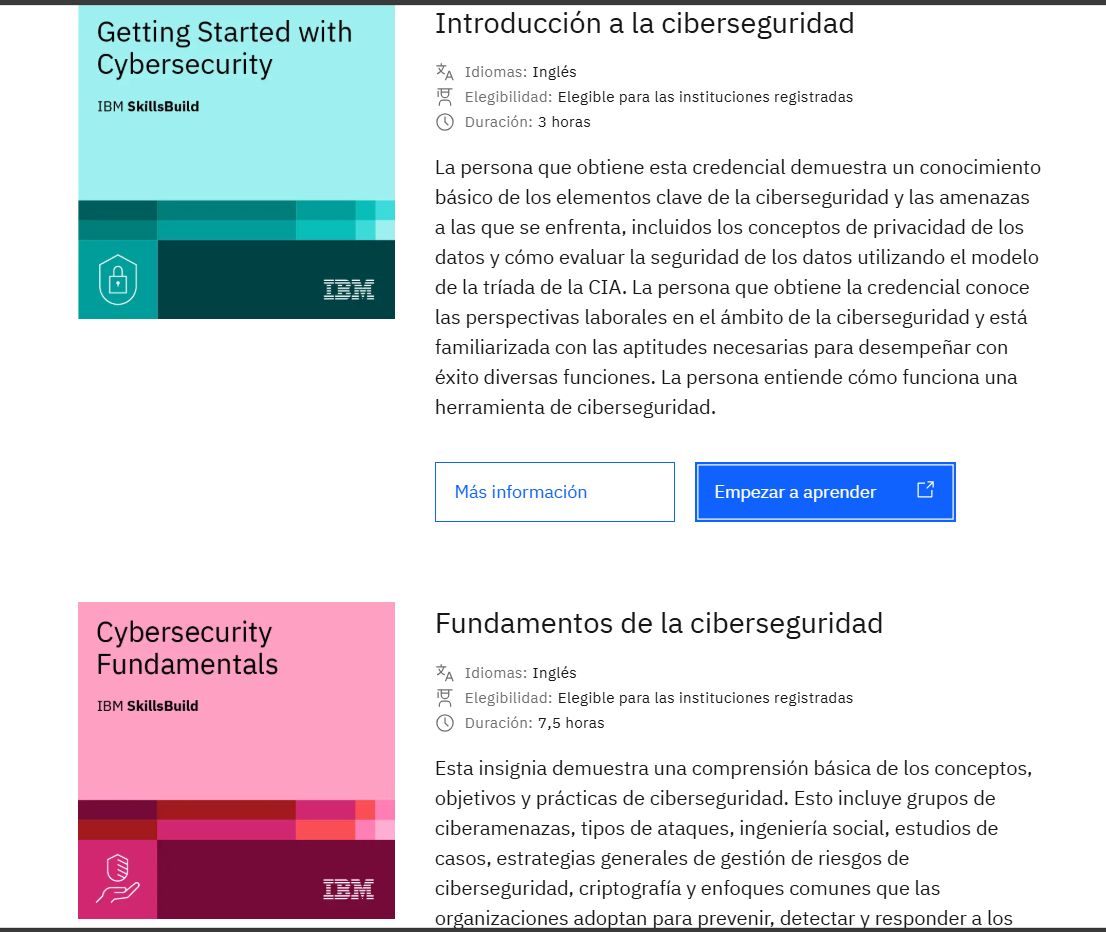 Getting Started with
Cybersecurity
IBM SkillsBuild
IBM
Introducción a la ciberseguridad
Idiomas: Inglés
Elegibilidad: Elegible para las instituciones registradas
Duración: 3 horas
La persona que obtiene esta credencial demuestra un conocimiento
básico de los elementos clave de la ciberseguridad y las amenazas
a las que se enfrenta, incluidos los conceptos de privacidad de los
datos y cómo evaluar la seguridad de los datos utilizando el modelo
de la tríada de la CIA. La persona que obtiene la credencial conoce
las perspectivas laborales en el ámbito de la ciberseguridad y está
familiarizada con las aptitudes necesarias para desempeñar con
éxito diversas funciones. La persona entiende cómo funciona una
herramienta de ciberseguridad.
Más información
Empezar a aprender
Cybersecurity
Fundamentals
IBM SkillsBuild
IBM
Fundamentos de la ciberseguridad
Idiomas: Inglés
Elegibilidad: Elegible para las instituciones registradas
Duración: 7,5 horas
Esta insignia demuestra una comprensión básica de los conceptos,
objetivos y prácticas de ciberseguridad. Esto incluye grupos de
ciberamenazas, tipos de ataques, ingeniería social, estudios de
casos, estrategias generales de gestión de riesgos de
ciberseguridad, criptografía y enfoques comunes que las
organizaciones adoptan para prevenir, detectar y responder a los